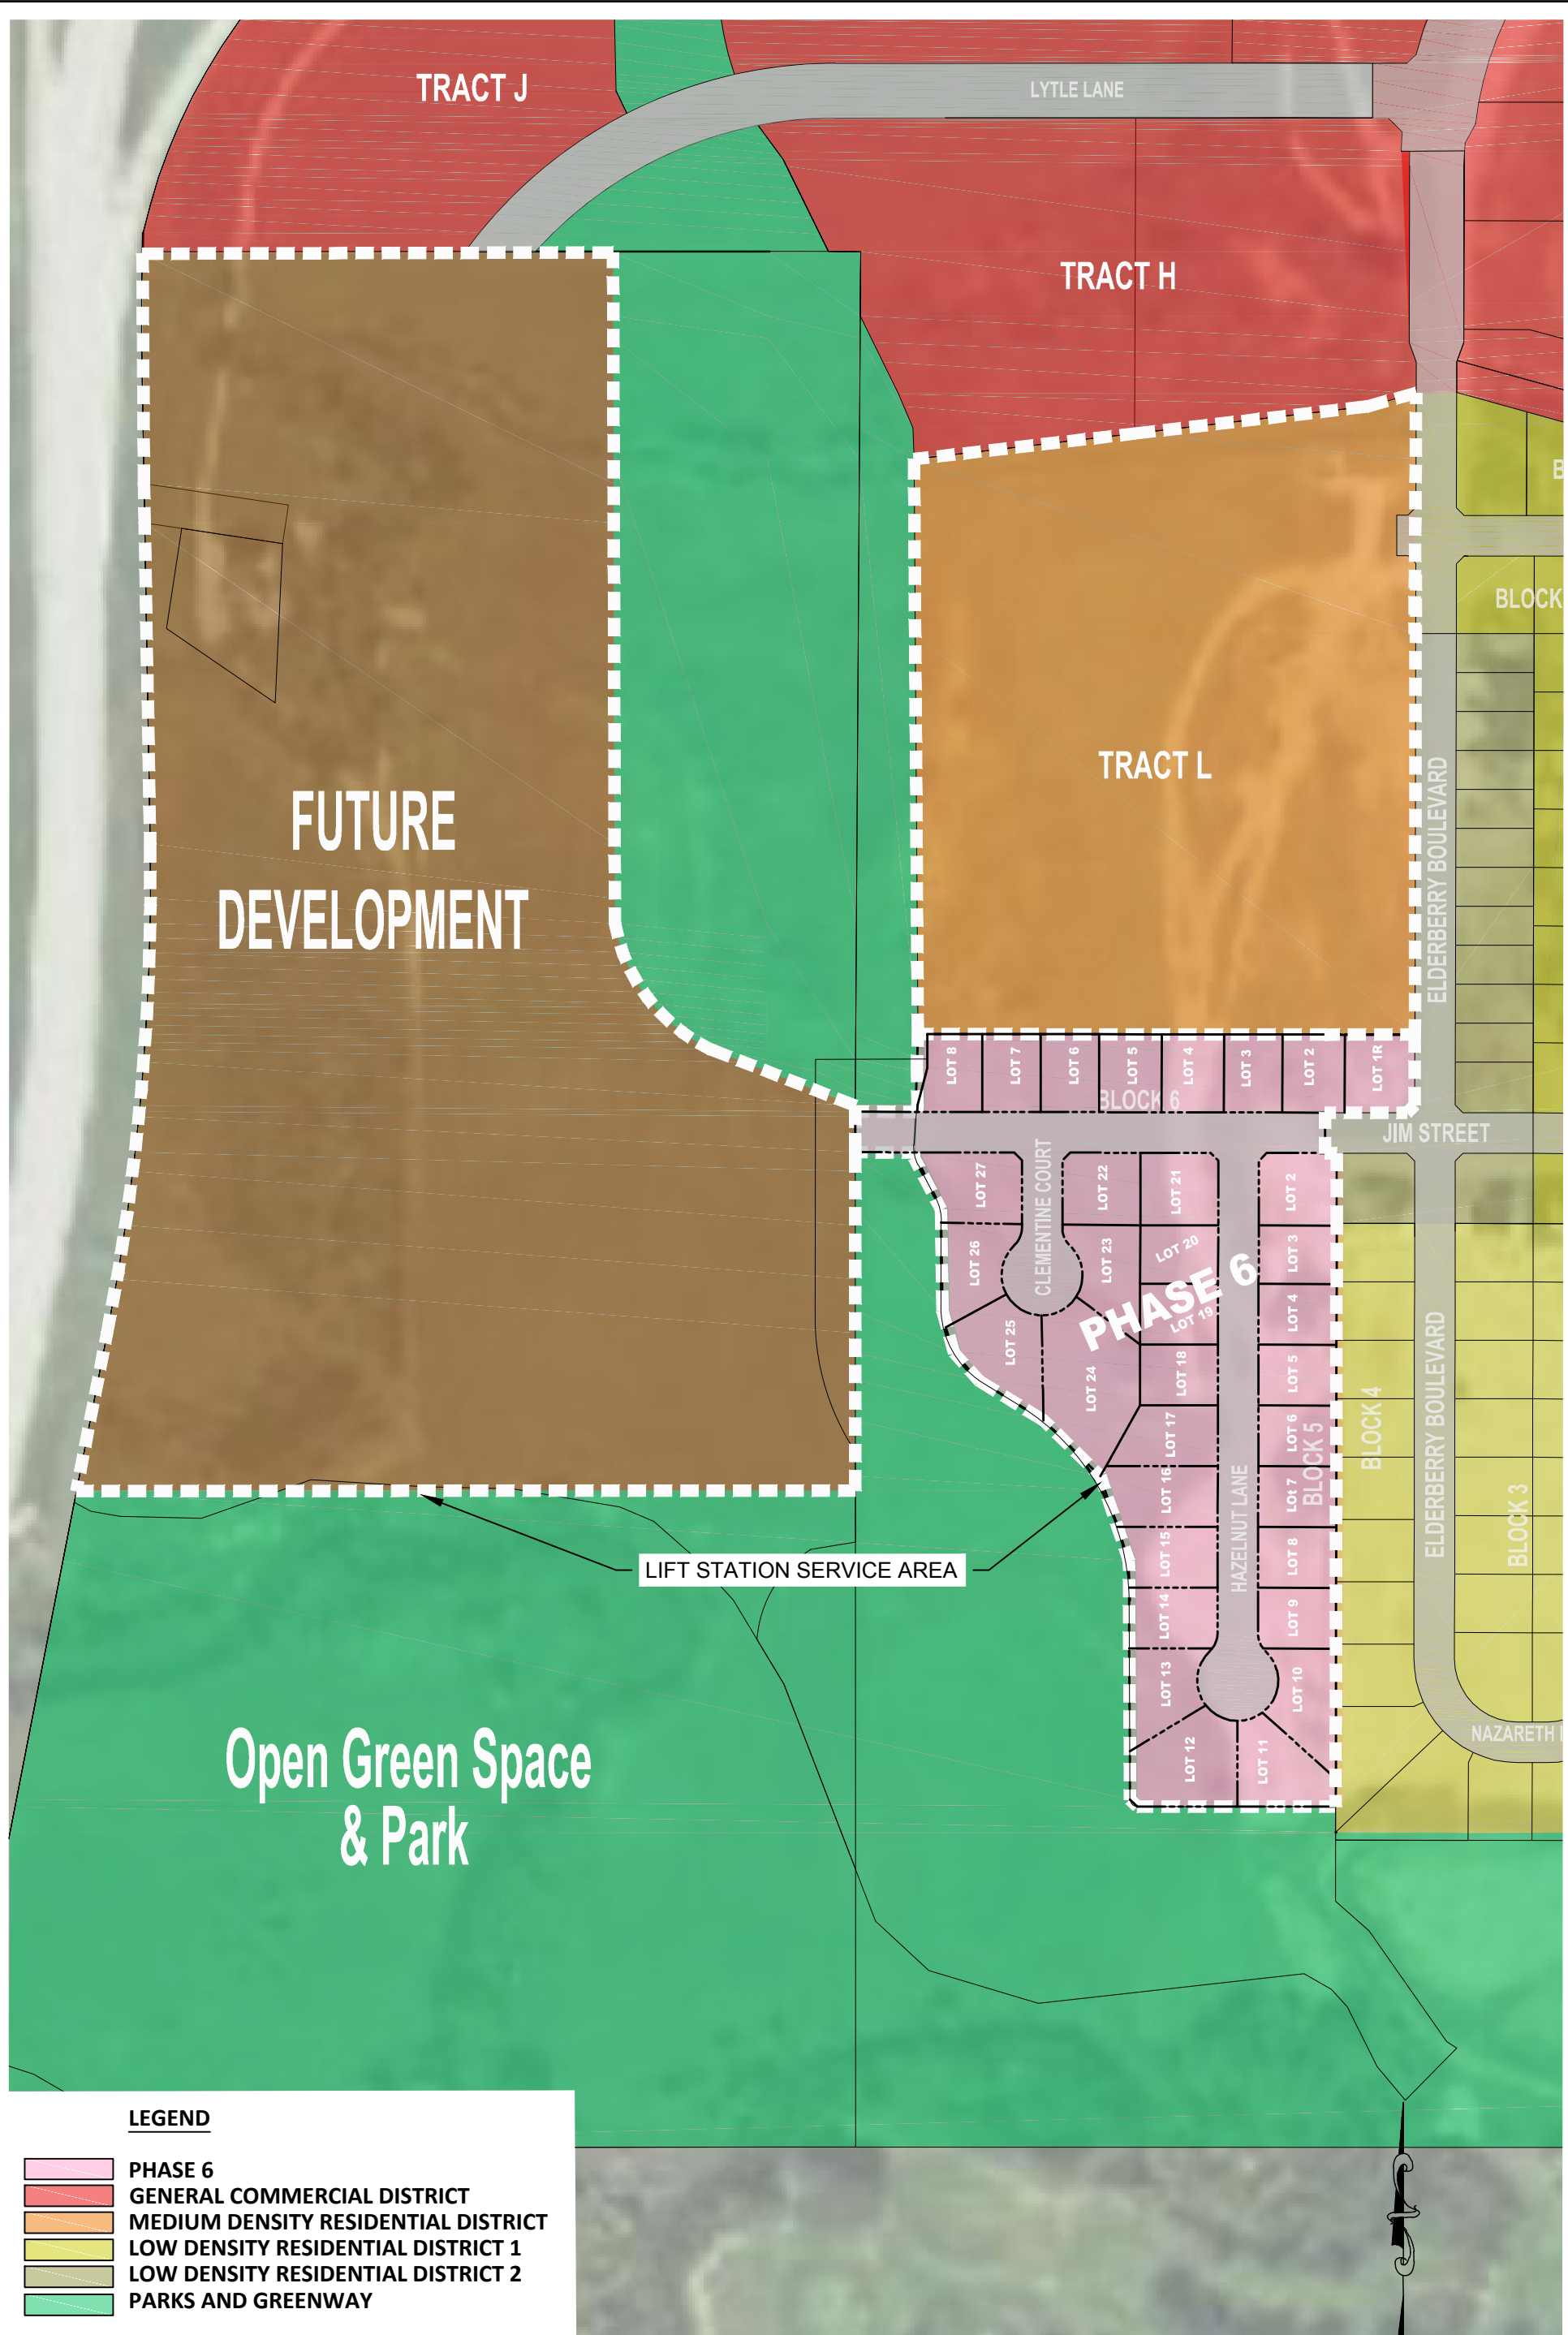 TRACT J
LYTLE LANE
TRACT H
B
BLOCK
TRACT L
ELDERBERRY BOULEVARD
FUTURE
DEVELOPMENT
LOT 8
LOT 7
LOT 6
LOT 5
LOT 4
LOT 3
LOT 2
LOT 1R
BLOCK 6
JIM STREET
CLEMENTINE COURT
LOT 27
LOT 22
LOT 21
LOT 2
LOT 26
LOT 23
LOT 20
LOT 3
PHASE 6
LOT 19
LOT 4
LOT 25
LOT 24
LOT 18
LOT 5
LOT 17
LOT 6
BLOCK 5
BLOCK 4
ELDERBERRY BOULEVARD
BLOCK 3
LOT 16
LOt 7
HAZELNUT LANE
LOT 15
LOT 8
LIFT STATION SERVICE AREA
LOT 14
LOT 9
LOT 13
LOT 10
LOT 12
LOT 11
NAZARETH
Open Green Space
& Park
LEGEND
PHASE 6
GENERAL COMMERCIAL DISTRICT
MEDIUM DENSITY RESIDENTIAL DISTRICT
LOW DENSITY RESIDENTIAL DISTRICT 1
LOW DENSITY RESIDENTIAL DISTRICT 2
PARKS AND GREENWAY